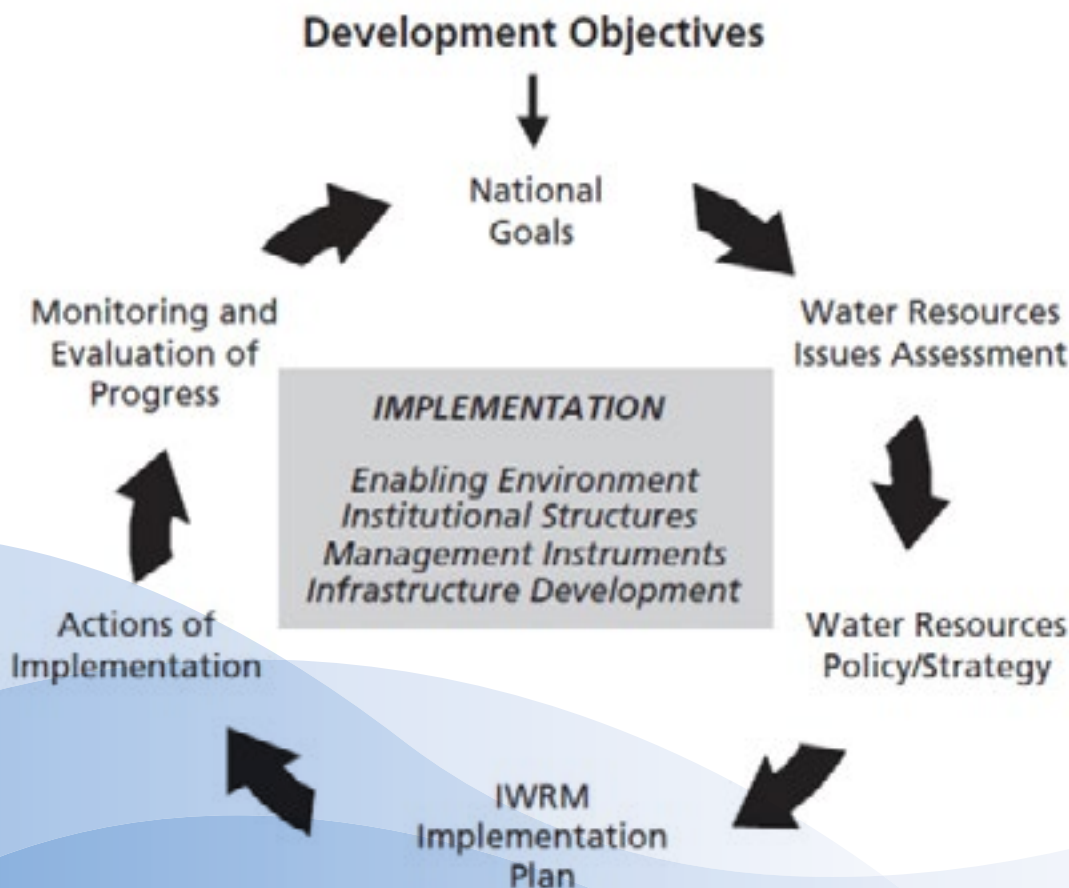 Development Objectives
National
Goals
Water Resources
Issues Assessment
Water Resources
Policy/Strategy
IWRM
Implementation
Plan
Actions of
Implementation
Monitoring and
Evaluation of
Progress
IMPLEMENTATION
Enabling Environment
Institutional Structures
Management Instruments
Infrastructure Development